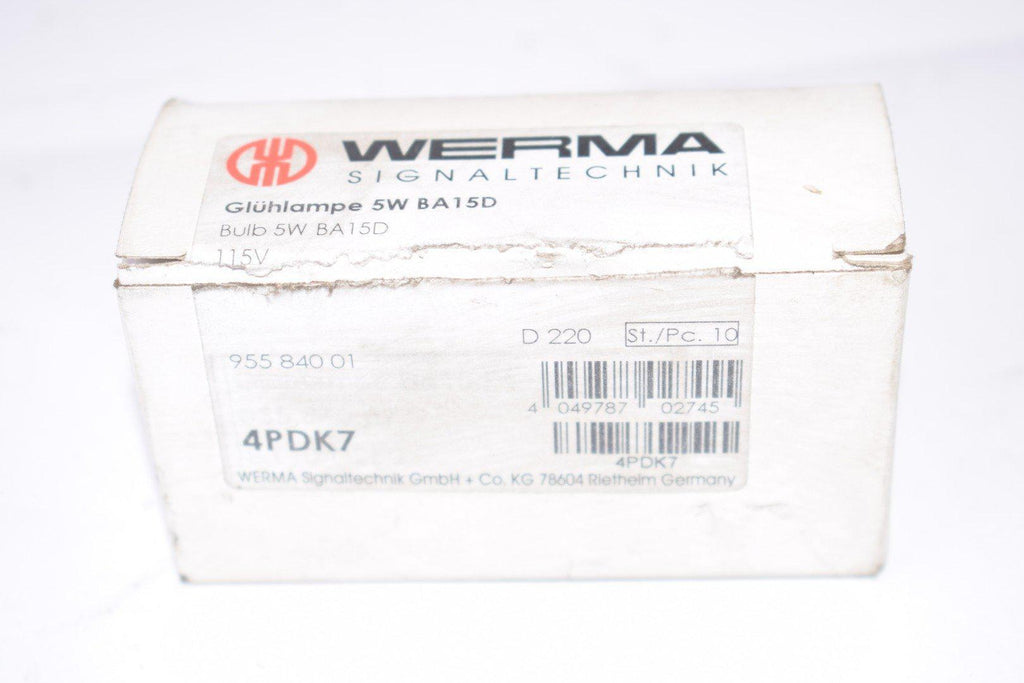 WERMA
SIGNALTECHNIK
Glühlampe 5W BA15D
Bulb 5W BA15D
115V
D 220 St./Pc. 10
955 840 01
4 049787 02745
4PDK7
4PDK7
WERMA Signaltechnik GmbH + Co. KG 78604 Rietheim Germany